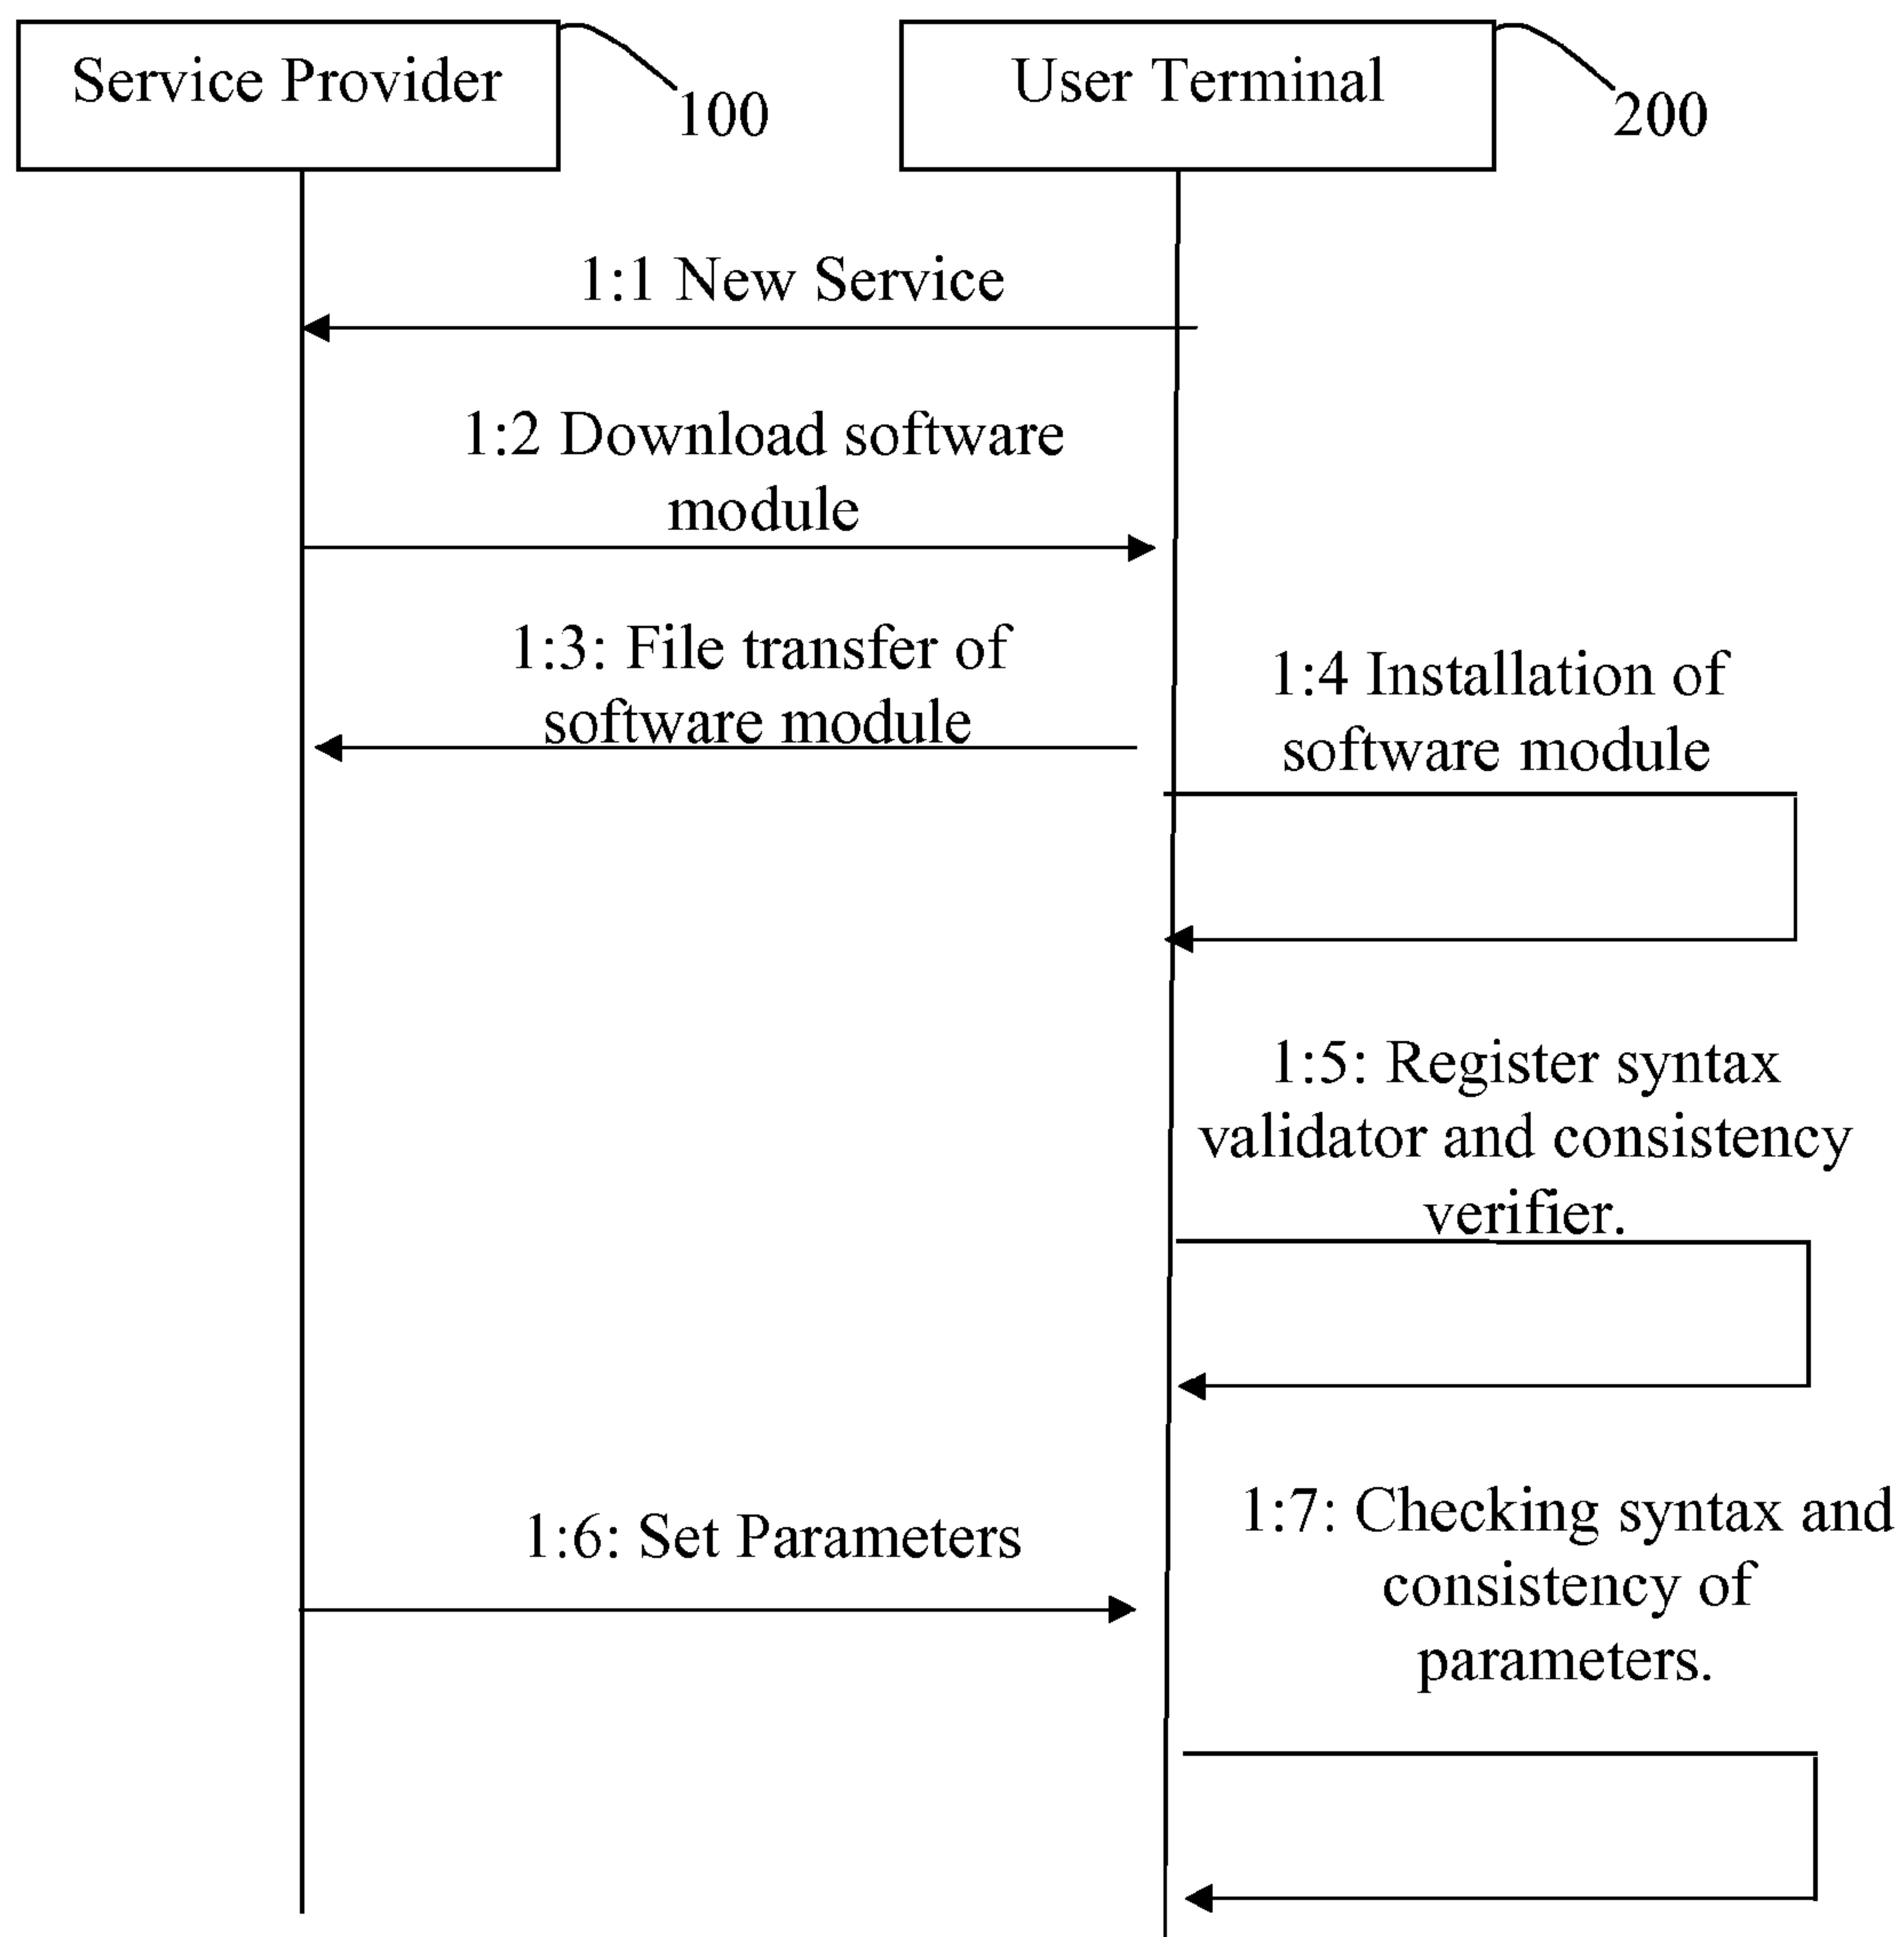 Service Provider
100
User Terminal
200
1:1 New Service
1:2 Download software
module
1:3: File transfer of
software module
1:4 Installation of
software module
1:5: Register syntax
validator and consistency
verifier.
1:6: Set Parameters
1:7: Checking syntax and
consistency of
parameters.